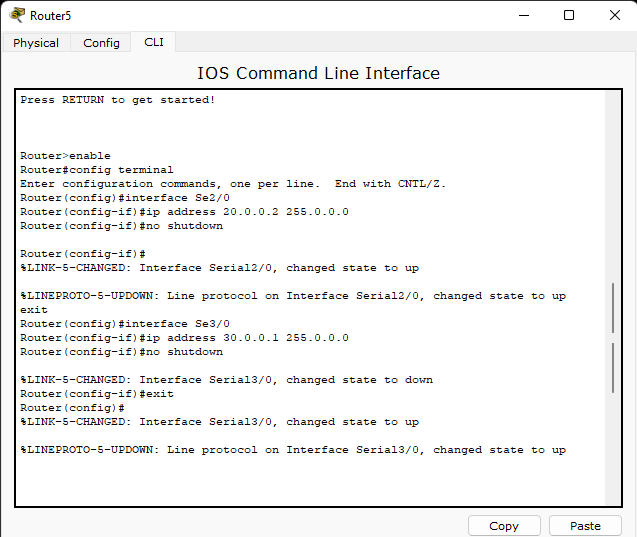 Router5
Physical Config CLI
IOS Command Line Interface
Press RETURN to get started!
Router>enable
Router#config terminal
Enter configuration commands, one per line.  End with CNTL/Z.
Router(config)#interface Se2/0
Router(config-if)#ip address 20.0.0.2 255.0.0.0
Router(config-if)#no shutdown
Router(config-if)#
%LINK-5-CHANGED: Interface Serial2/0, changed state to up
%LINEPROTO-5-UPDOWN: Line protocol on Interface Serial2/0, changed state to up
exit
Router(config)#interface Se3/0
Router(config-if)#ip address 30.0.0.1 255.0.0.0
Router(config-if)#no shutdown
%LINK-5-CHANGED: Interface Serial3/0, changed state to down
Router(config-if)#exit
Router(config)#
%LINK-5-CHANGED: Interface Serial3/0, changed state to up
%LINEPROTO-5-UPDOWN: Line protocol on Interface Serial3/0, changed state to up
Copy Paste